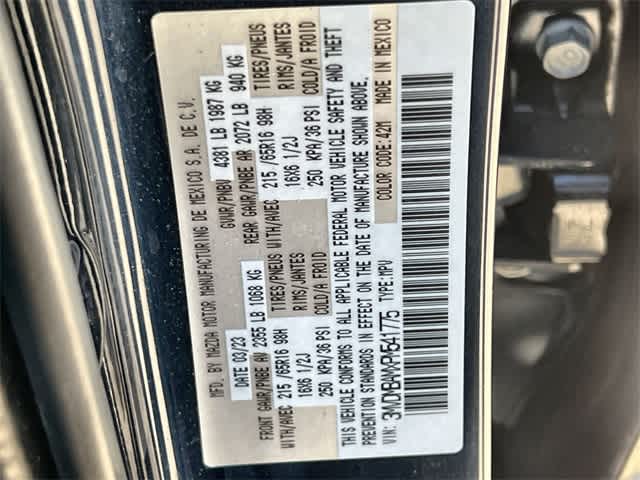 MFD. BY MAZDA MOTOR MANUFACTURING DE MEXICO S.A. DE C.V.
DATE 03/23 GVWR/PNBV 4381 LB 1987 KG
FRONT GAWR/PNBE AV 2355 LB 1068 KG REAR GAWR/PNBE AR 2072 LB 940 KG
WITH/AVEC 215 /65R16 98H TIRES/PNEUS WITH/AVEC 215 /65R16 98H TIRES/PNEUS
16X6 1/2J RIMS/JANTES 16X6 1/2J RIMS/JANTES
250 KPA/36 PSI COLD/A FROID 250 KPA/36 PSI COLD/A FROID
THIS VEHICLE CONFORMS TO ALL APPLICABLE FEDERAL MOTOR VEHICLE SAFETY AND THEFT
PREVENTION STANDARDS IN EFFECT ON THE DATE OF MANUFACTURE SHOWN ABOVE.
VIN: TYPE:MPV COLOR CODE:42M MADE IN MEXICO